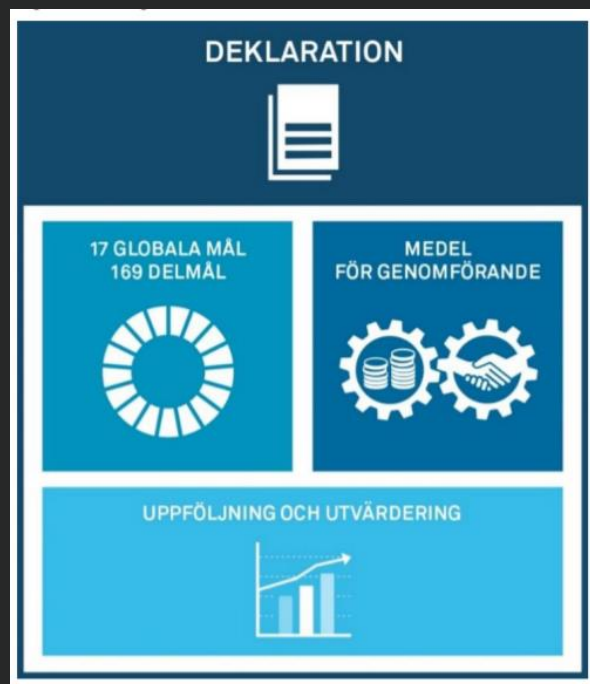 DEKLARATION
17 GLOBALA MÅL
169 DELMÅL
MEDEL
FÖR GENOMFÖRANDE
UPPFÖLJNING OCH UTVÄRDERING